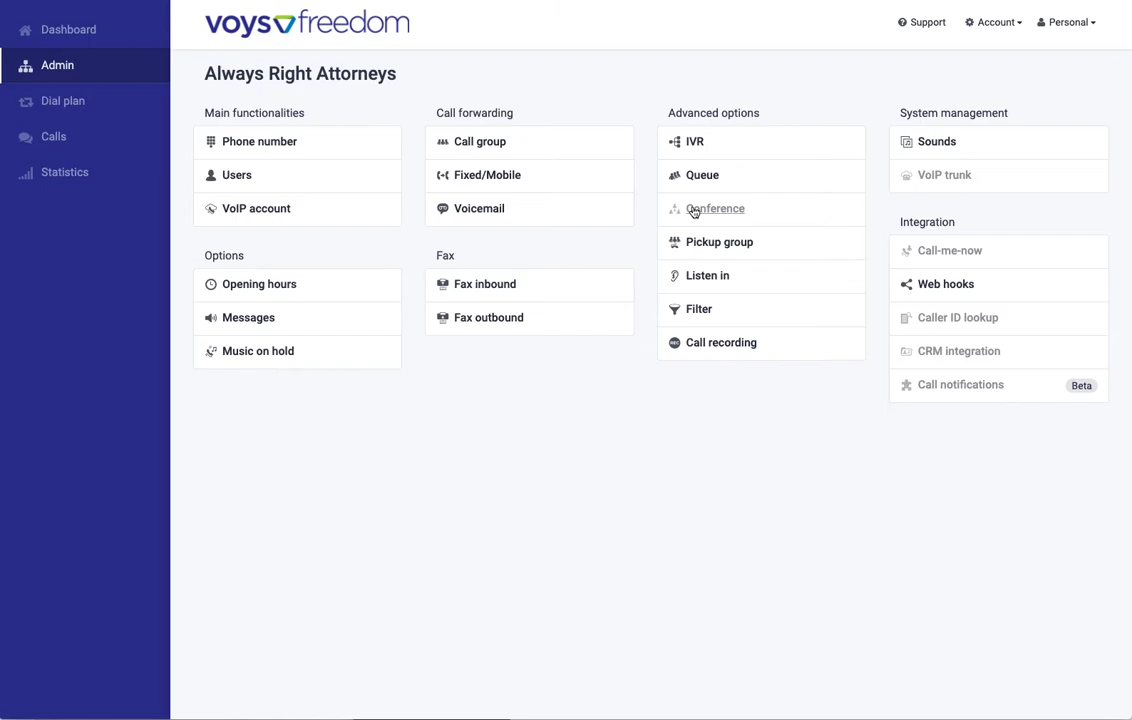 Dashboard
Admin
Dial plan
Calls
Statistics
voys freedom
Support
Account
Personal
Always Right Attorneys
Main functionalities
Phone number
Users
VoIP account
Options
Opening hours
Messages
Music on hold
Call forwarding
Call group
Fixed/Mobile
Voicemail
Fax
Fax inbound
Fax outbound
Advanced options
IVR
Queue
Conference
Pickup group
Listen in
Filter
Call recording
System management
Sounds
VoIP trunk
Integration
Call-me-now
Web hooks
Caller ID lookup
CRM integration
Call notifications Beta